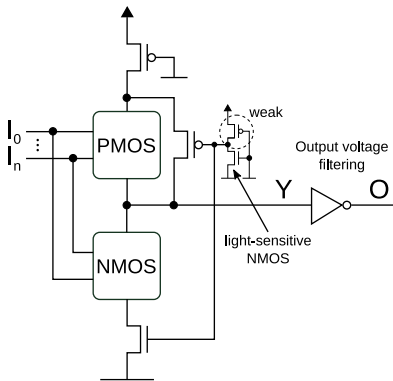 weak
I0
In
PMOS
Output voltage
filtering
Y
O
NMOS
light-sensitive
NMOS